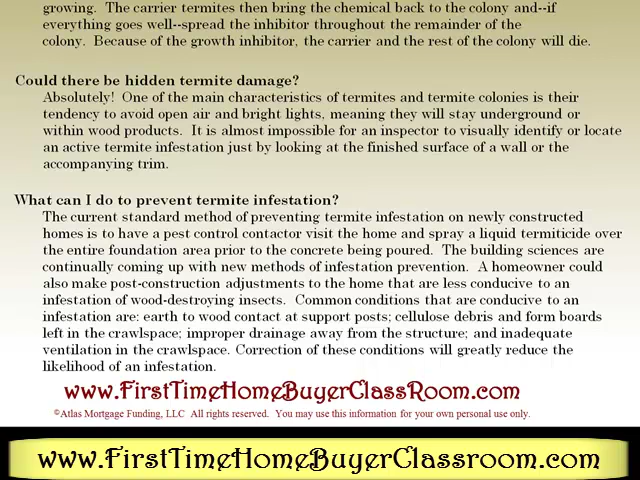 growing. The carrier termites then bring the chemical back to the colony and--if
everything goes well--spread the inhibitor throughout the remainder of the
colony. Because of the growth inhibitor, the carrier and the rest of the colony will die.
Could there be hidden termite damage?
Absolutely! One of the main characteristics of termites and termite colonies is their
tendency to avoid open air and bright lights, meaning they will stay underground or
within wood products. It is almost impossible for an inspector to visually identify or locate
an active termite infestation just by looking at the finished surface of a wall or the
accompanying trim.
What can I do to prevent termite infestation?
The current standard method of preventing termite infestation on newly constructed
homes is to have a pest control contactor visit the home and spray a liquid termiticide over
the entire foundation area prior to the concrete being poured. The building sciences are
continually coming up with new methods of infestation prevention. A homeowner could
also make post-construction adjustments to the home that are less conducive to an
infestation of wood-destroying insects. Common conditions that are conducive to an
infestation are: earth to wood contact at support posts; cellulose debris and form boards
left in the crawlspace; improper drainage away from the structure; and inadequate
ventilation in the crawlspace. Correction of these conditions will greatly reduce the
likelihood of an infestation.
www.FirstTimeHomeBuyerClassRoom.com
©Atlas Mortgage Funding, LLC All rights reserved. You may use this information for your own personal use only.
www.FirstTimeHomeBuyerClassroom.com